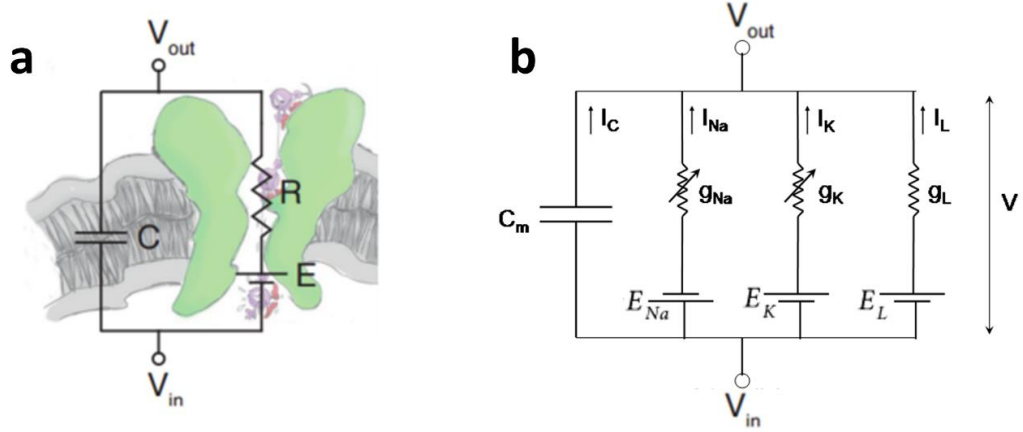 a
V_out
R
C
E
V_in
b
V_out
I_C
I_Na
I_K
I_L
g_Na
g_K
g_L
C_m
V
E_Na
E_K
E_L
V_in